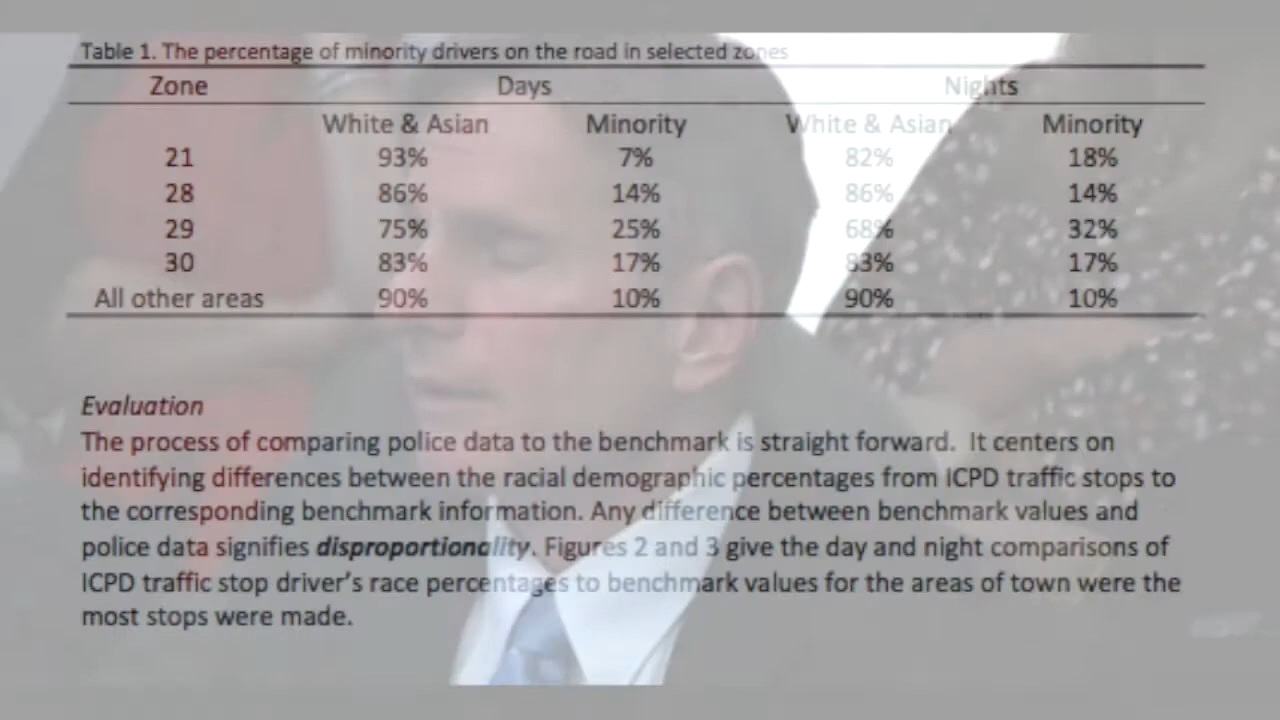 Table 1. The percentage of minority drivers on the road in selected zones
Zone Days Nights
White & Asian Minority White & Asian Minority
21 93% 7% 82% 18%
28 86% 14% 86% 14%
29 75% 25% 68% 32%
30 83% 17% 83% 17%
All other areas 90% 10% 90% 10%
Evaluation
The process of comparing police data to the benchmark is straight forward. It centers on
identifying differences between the racial demographic percentages from ICPD traffic stops to
the corresponding benchmark information. Any difference between benchmark values and
police data signifies disproportionality. Figures 2 and 3 give the day and night comparisons of
ICPD traffic stop driver's race percentages to benchmark values for the areas of town were the
most stops were made.